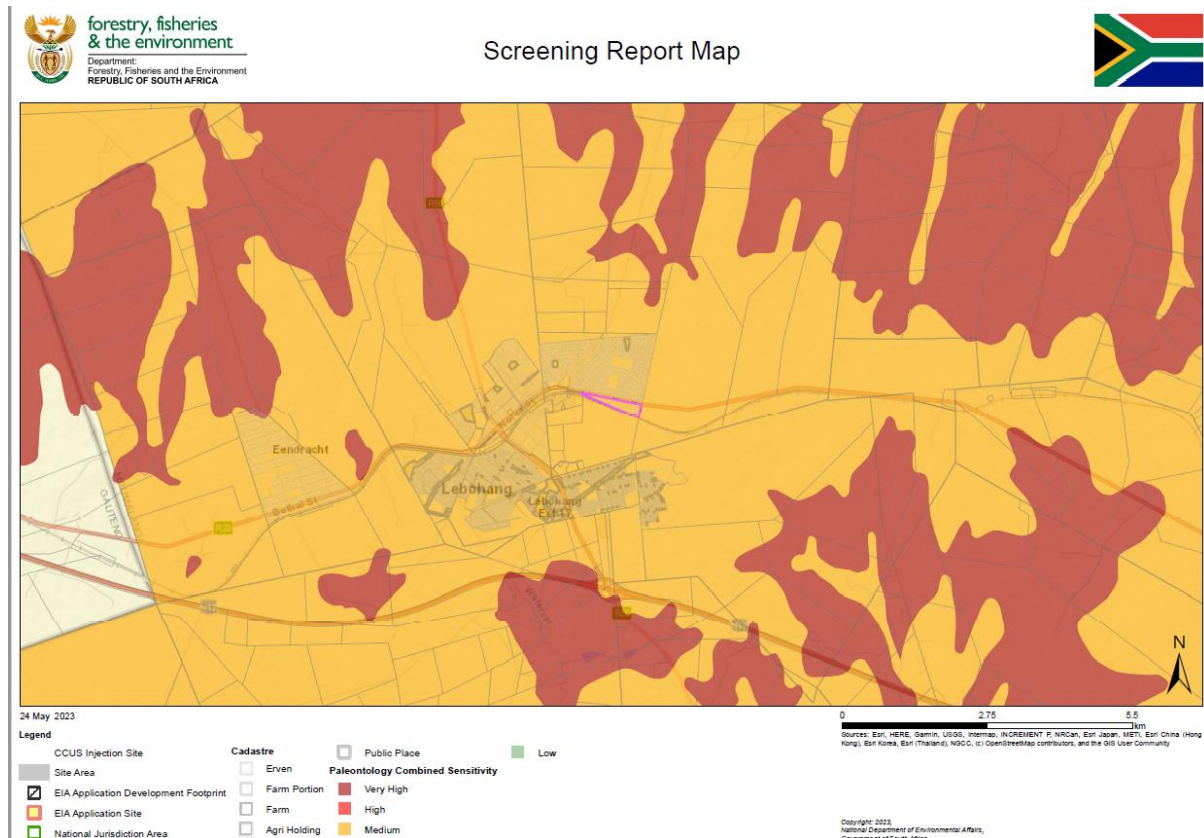 forestry, fisheries
& the environment
Department:
Forestry, Fisheries and the Environment
REPUBLIC OF SOUTH AFRICA
Screening Report Map
Eendracht
Bethal St
Lebohang
Lebohang
Ext 17
GAUTENG
24 May 2023
0 2.75 5.5
km
Sources: Esri, HERE, Garmin, USGS, Intermap, INCREMENT P, NRCan, Esri Japan, METI, Esri China (Hong
Kong), Esri Korea, Esri (Thailand), NGCC, (c) OpenStreetMap contributors, and the GIS User Community
N
Legend
CCUS Injection Site
Site Area
EIA Application Development Footprint
EIA Application Site
National Jurisdiction Area
Cadastre
Erven
Farm Portion
Farm
Agri Holding
Public Place
Paleontology Combined Sensitivity
Very High
High
Medium
Low
Copyright: 2023,
National Department of Environmental Affairs,